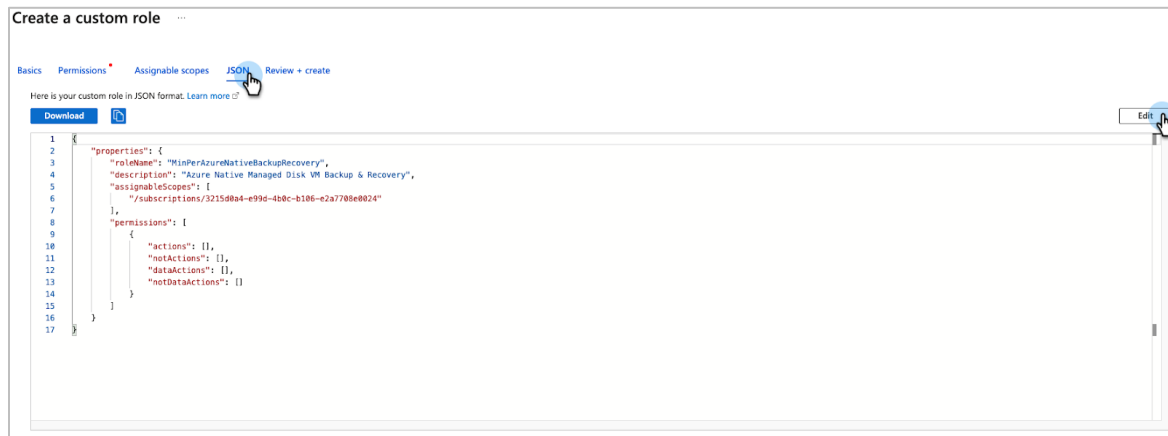 Create a custom role ...
Basics Permissions Assignable scopes JSON Review + create
Here is your custom role in JSON format. Learn more
Download
Edit
1 {
2 "properties": {
3 "roleName": "MinPerAzureNativeBackupRecovery",
4 "description": "Azure Native Managed Disk VM Backup & Recovery",
5 "assignableScopes": [
6 "/subscriptions/3215d0a4-e99d-4b0c-b106-e2a7708e0024"
7 ],
8 "permissions": [
9 {
10 "actions": [],
11 "notActions": [],
12 "dataActions": [],
13 "notDataActions": []
14 }
15 ]
16 }
17 }